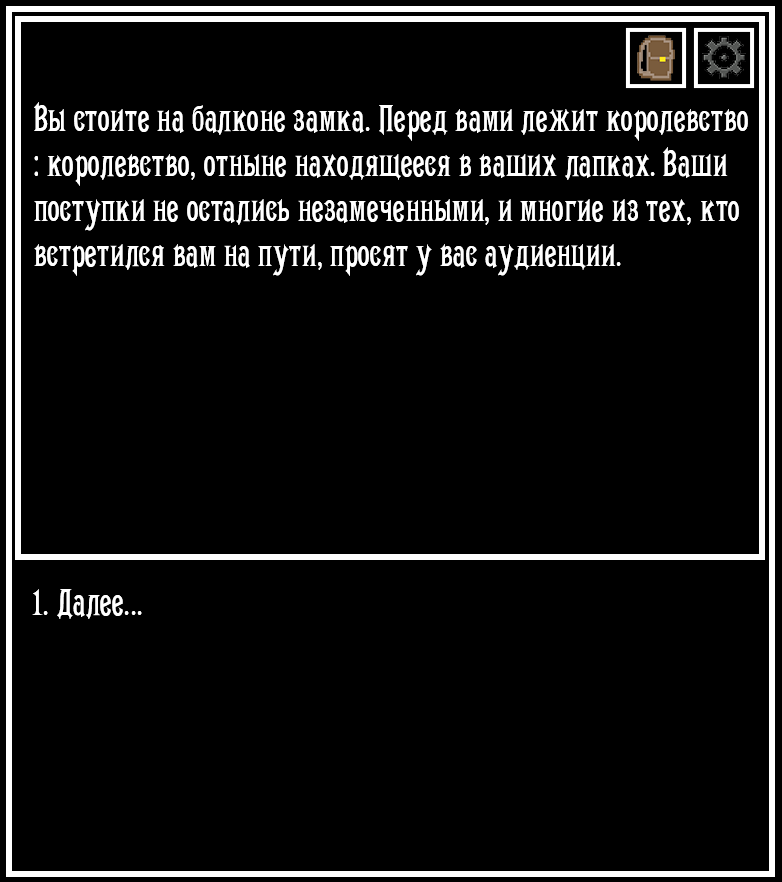 Вы стоите на балконе замка. Перед вами лежит королевство
: королевство, отныне находящееся в ваших лапках. Ваши
поступки не остались незамеченными, и многие из тех, кто
встретился вам на пути, просят у вас аудиенции.
1. Далее...